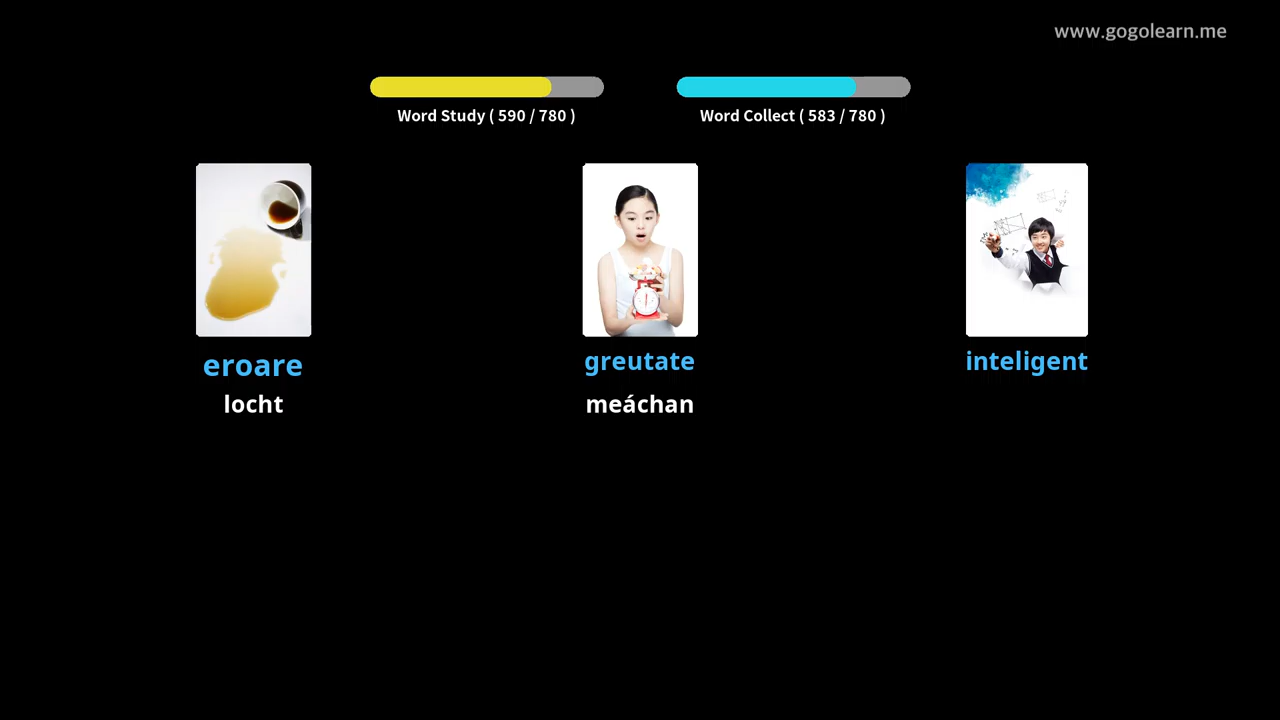 www.gogolearn.me
Word Study ( 590 / 780 )
Word Collect ( 583 / 780 )
eroare
greutate
inteligent
locht
meáchan